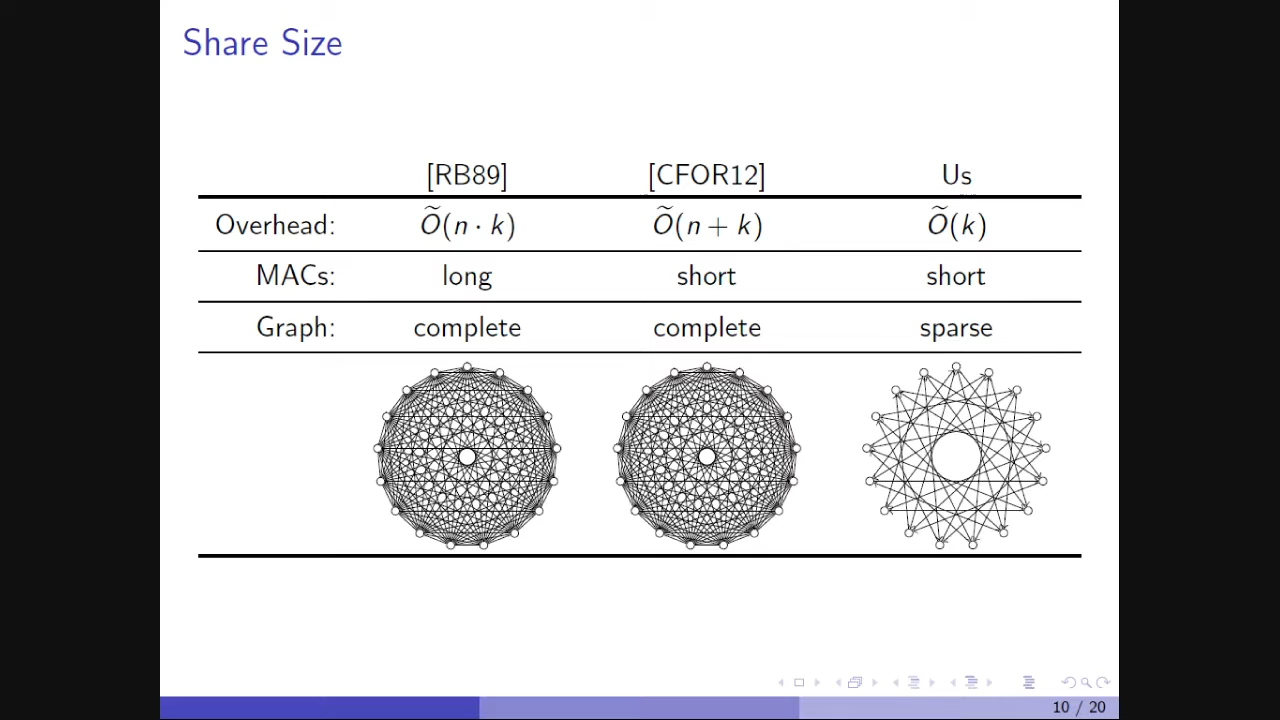 Share Size
[RB89] [CFOR12] Us
Overhead: Õ(n · k) Õ(n + k) Õ(k)
MACs: long short short
Graph: complete complete sparse
10 / 20